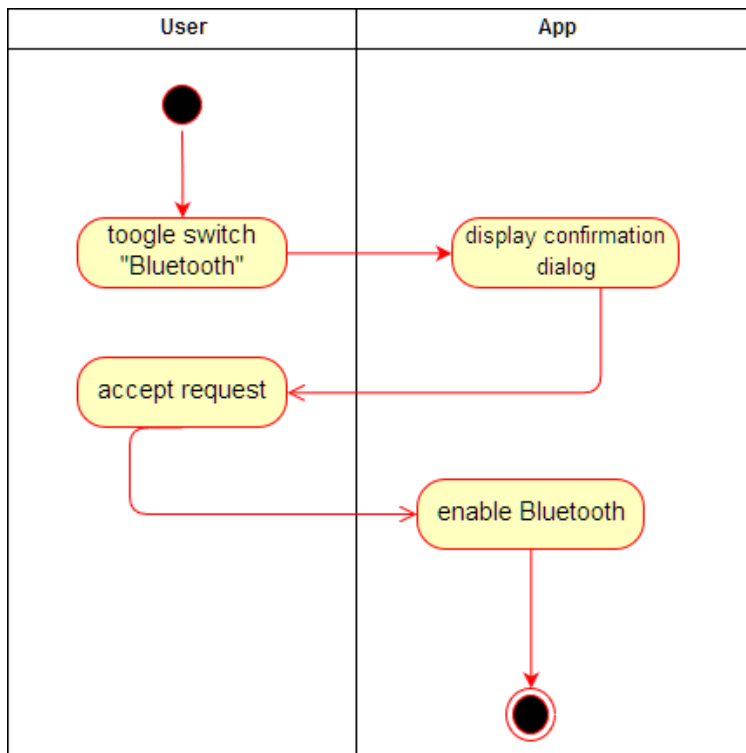 User
App
toogle switch
"Bluetooth"
display confirmation
dialog
accept request
enable Bluetooth